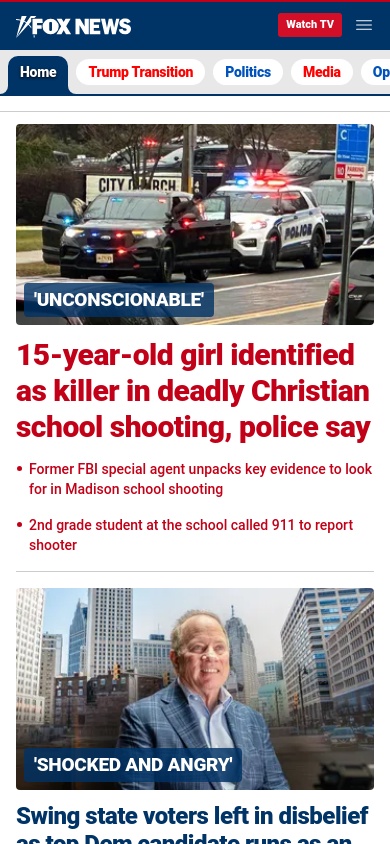 FOX NEWS
Watch TV
Home
Trump Transition
Politics
Media
Op
CITY CHURCH
C
NO
POLICE
'UNCONSCIONABLE'
15-year-old girl identified
as killer in deadly Christian
school shooting, police say
Former FBI special agent unpacks key evidence to look
for in Madison school shooting
2nd grade student at the school called 911 to report
shooter
'SHOCKED AND ANGRY'
Swing state voters left in disbelief
as top Dem candidate runs as an